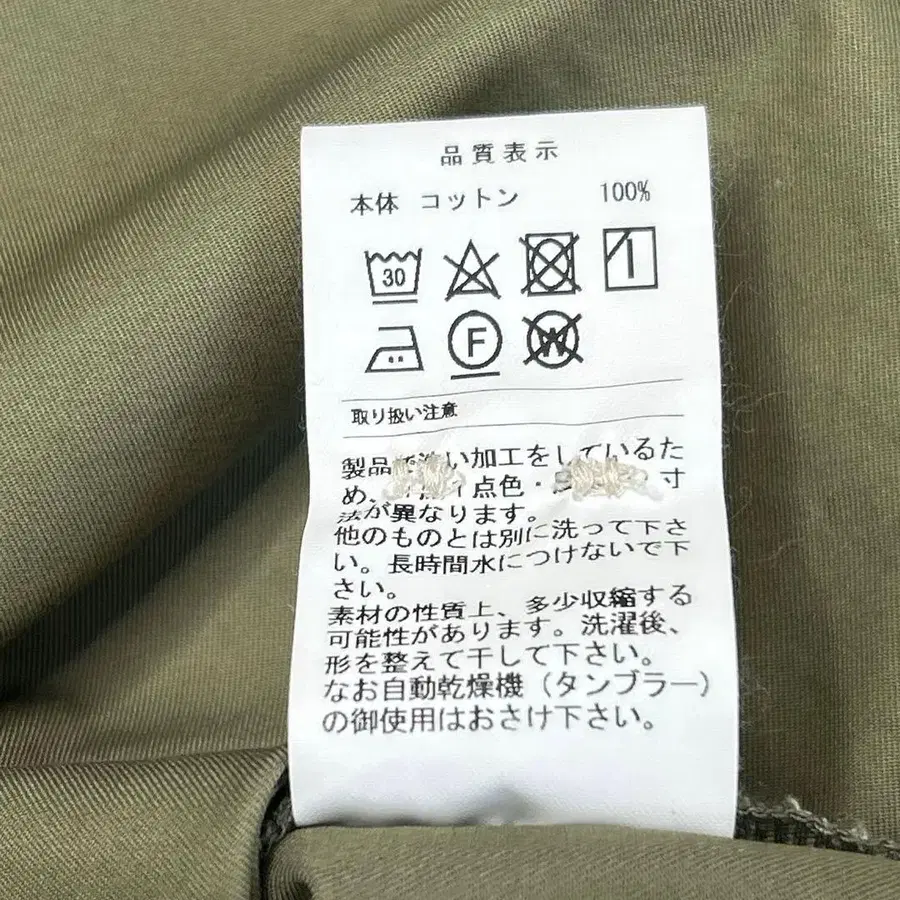 品質表示
本体 コットン 100%
30
F
W
取り扱い注意
製品 い加工をしているた
め、 点色・ 寸
法が異なります。
他のものとは別に洗って下さ
い。長時間水につけないで下
さい。
素材の性質上、多少収縮する
可能性があります。洗濯後、
形を整えて干して下さい。
なお自動乾燥機（タンブラー）
の御使用はおさけ下さい。